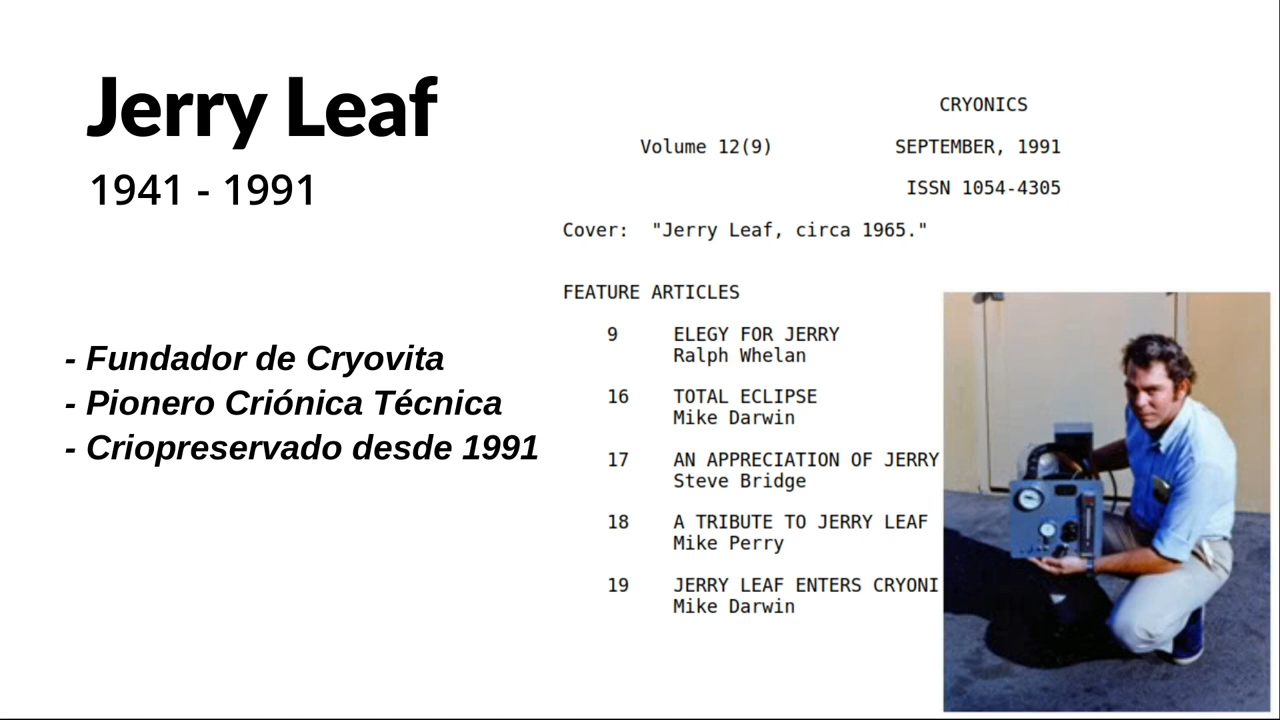 Jerry Leaf
1941 - 1991
- Fundador de Cryovita
- Pionero Criónica Técnica
- Criopreservado desde 1991
CRYONICS
Volume 12(9) SEPTEMBER, 1991
ISSN 1054-4305
Cover: "Jerry Leaf, circa 1965."
FEATURE ARTICLES
9 ELEGY FOR JERRY
Ralph Whelan
16 TOTAL ECLIPSE
Mike Darwin
17 AN APPRECIATION OF JERRY
Steve Bridge
18 A TRIBUTE TO JERRY LEAF
Mike Perry
19 JERRY LEAF ENTERS CRYONI
Mike Darwin